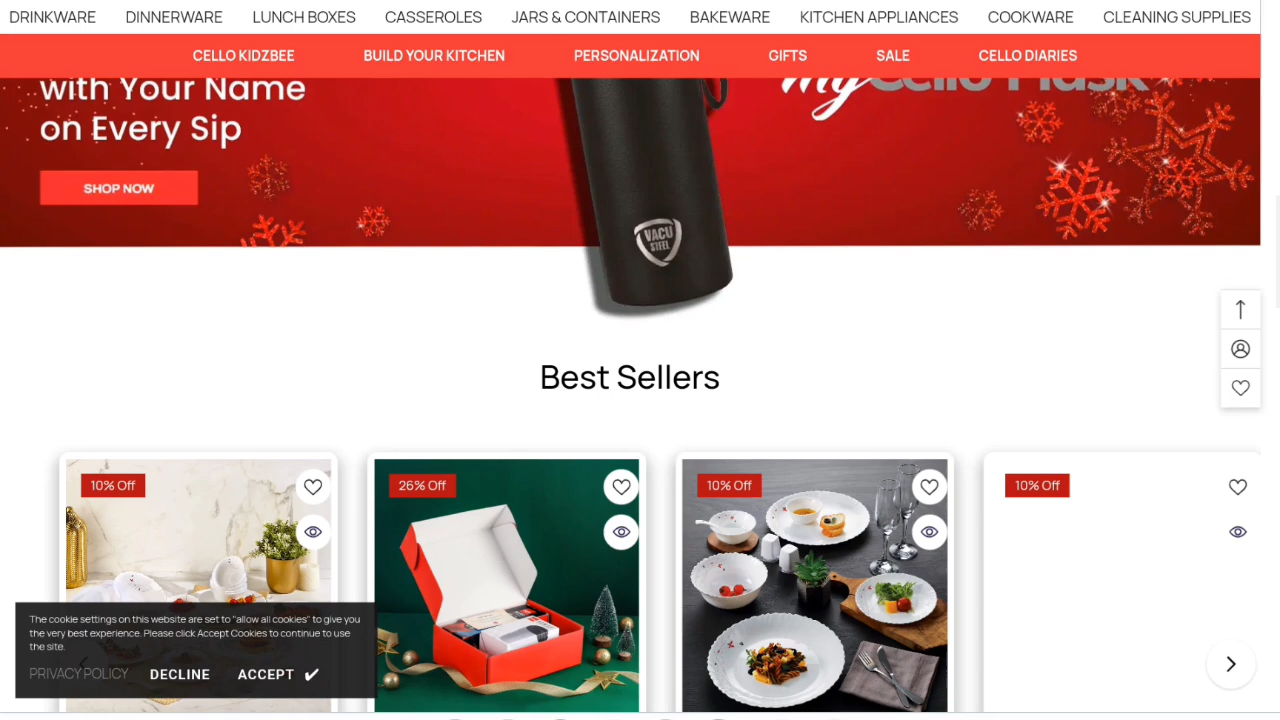 DRINKWARE DINNERWARE LUNCH BOXES CASSEROLES JARS & CONTAINERS BAKEWARE KITCHEN APPLIANCES COOKWARE CLEANING SUPPLIES
CELLO KIDZBEE BUILD YOUR KITCHEN PERSONALIZATION GIFTS SALE CELLO DIARIES
with Your Name
on Every Sip
my Cello Flask
SHOP NOW
VACU
STEEL
Best Sellers
10% Off 26% Off 10% Off 10% Off
The cookie settings on this website are set to "allow all cookies" to give you
the very best experience. Please click Accept Cookies to continue to use
the site.
PRIVACY POLICY DECLINE ACCEPT ✔